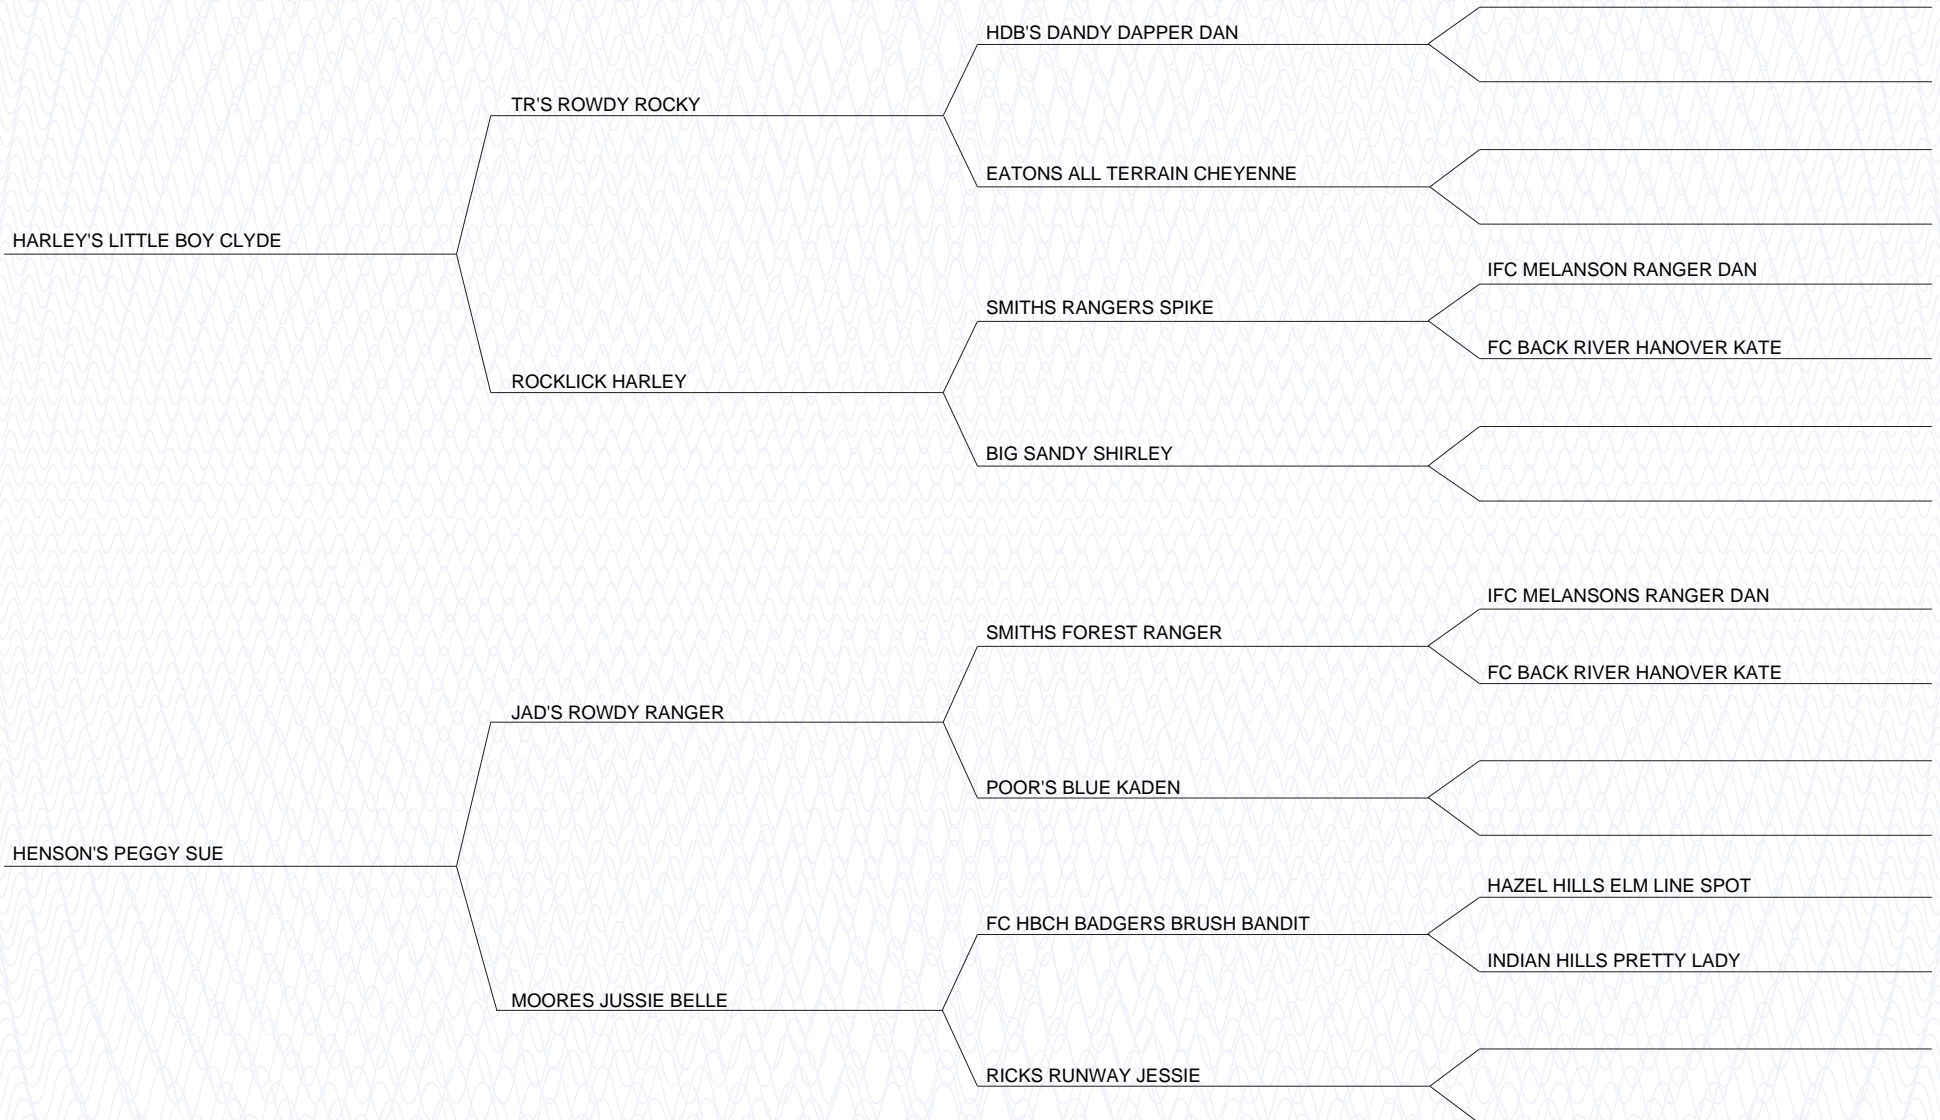 HDB'S DANDY DAPPER DAN
TR'S ROWDY ROCKY
EATONS ALL TERRAIN CHEYENNE
HARLEY'S LITTLE BOY CLYDE
IFC MELANSON RANGER DAN
SMITHS RANGERS SPIKE
FC BACK RIVER HANOVER KATE
ROCKLICK HARLEY
BIG SANDY SHIRLEY
IFC MELANSONS RANGER DAN
SMITHS FOREST RANGER
FC BACK RIVER HANOVER KATE
JAD'S ROWDY RANGER
POOR'S BLUE KADEN
HENSON'S PEGGY SUE
HAZEL HILLS ELM LINE SPOT
FC HBCH BADGERS BRUSH BANDIT
INDIAN HILLS PRETTY LADY
MOORES JUSSIE BELLE
RICKS RUNWAY JESSIE